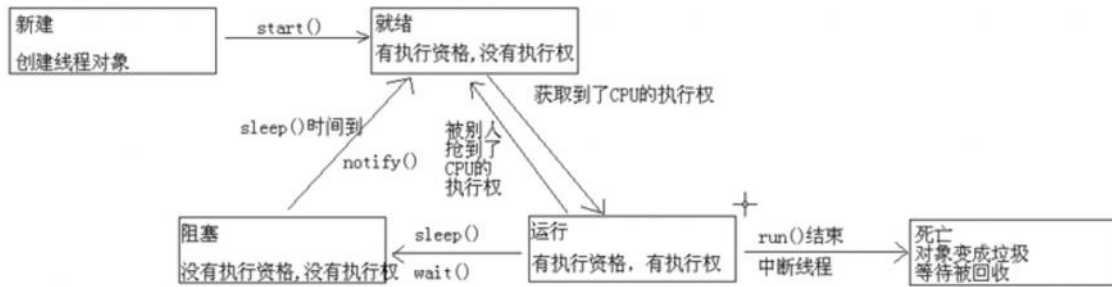 新建
创建线程对象
start()
就绪
有执行资格,没有执行权
获取到了CPU的执行权
sleep()时间到
notify()
被别人
抢到了
CPU的
执行权
阻塞
没有执行资格,没有执行权
sleep()
wait()
运行
有执行资格，有执行权
run()结束
中断线程
死亡
对象变成垃圾
等待被回收